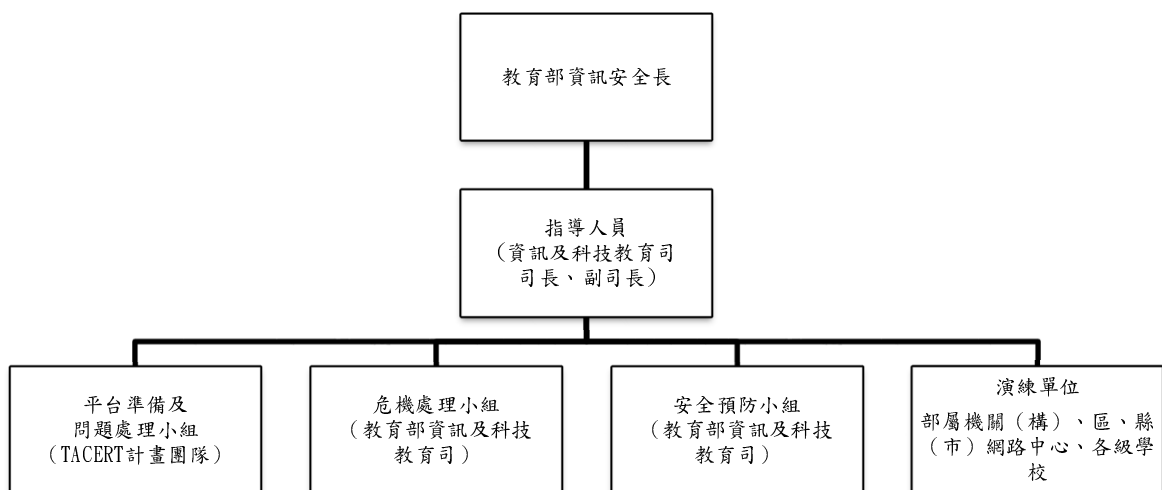 教育部資訊安全長
指導人員
（資訊及科技教育司
司長、副司長）
平台準備及
問題處理小組
（TACERT計畫團隊）
危機處理小組
（教育部資訊及科技
教育司）
安全預防小組
（教育部資訊及科技
教育司）
演練單位
部屬機關（構）、區、縣
（市）網路中心、各級學
校